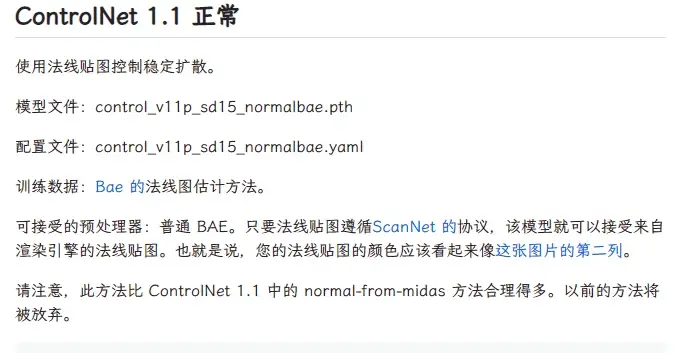 ControlNet 1.1 正常
使用法线贴图控制稳定扩散。
模型文件：control_v11p_sd15_normalbae.pth
配置文件：control_v11p_sd15_normalbae.yaml
训练数据：Bae 的法线图估计方法。
可接受的预处理器：普通 BAE。只要法线贴图遵循ScanNet 的协议，该模型就可以接受来自
渲染引擎的法线贴图。也就是说，您的法线贴图的颜色应该看起来像这张图片的第二列。
请注意，此方法比 ControlNet 1.1 中的 normal-from-midas 方法合理得多。以前的方法将
被放弃。